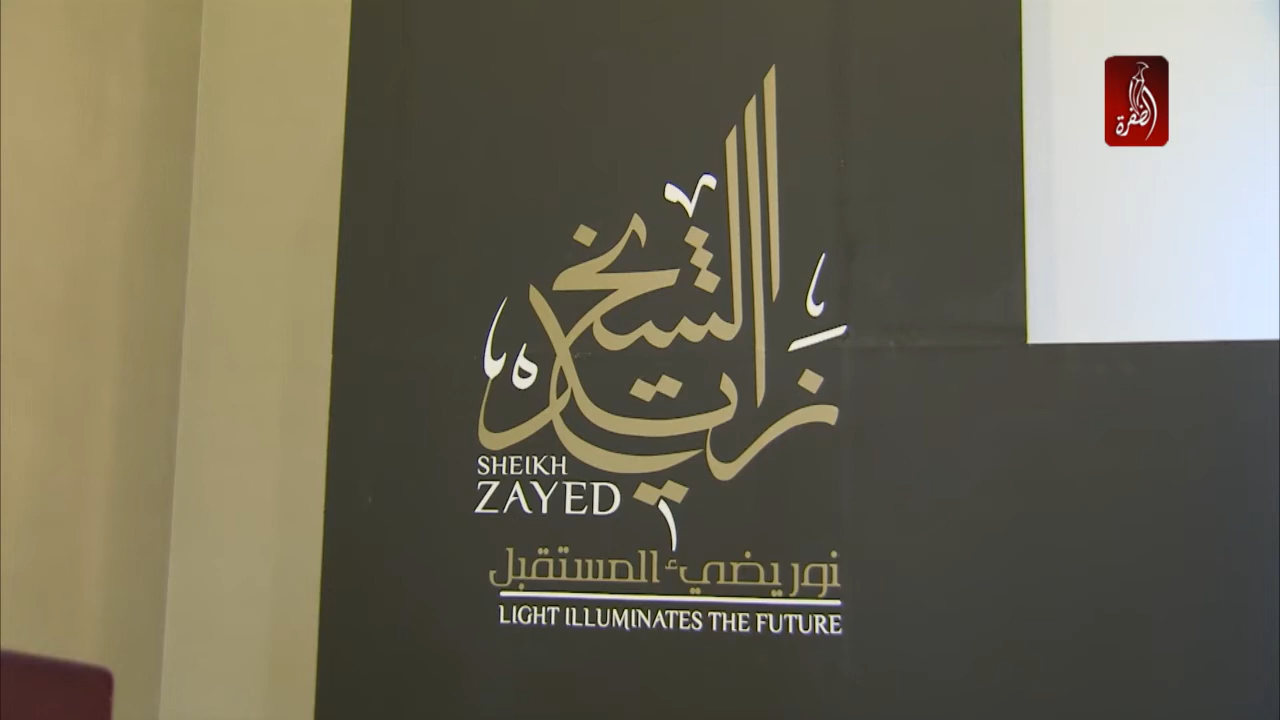 الظفرة
الشيخ
زايد
SHEIKH
ZAYED
نور يضيء المستقبل
LIGHT ILLUMINATES THE FUTURE